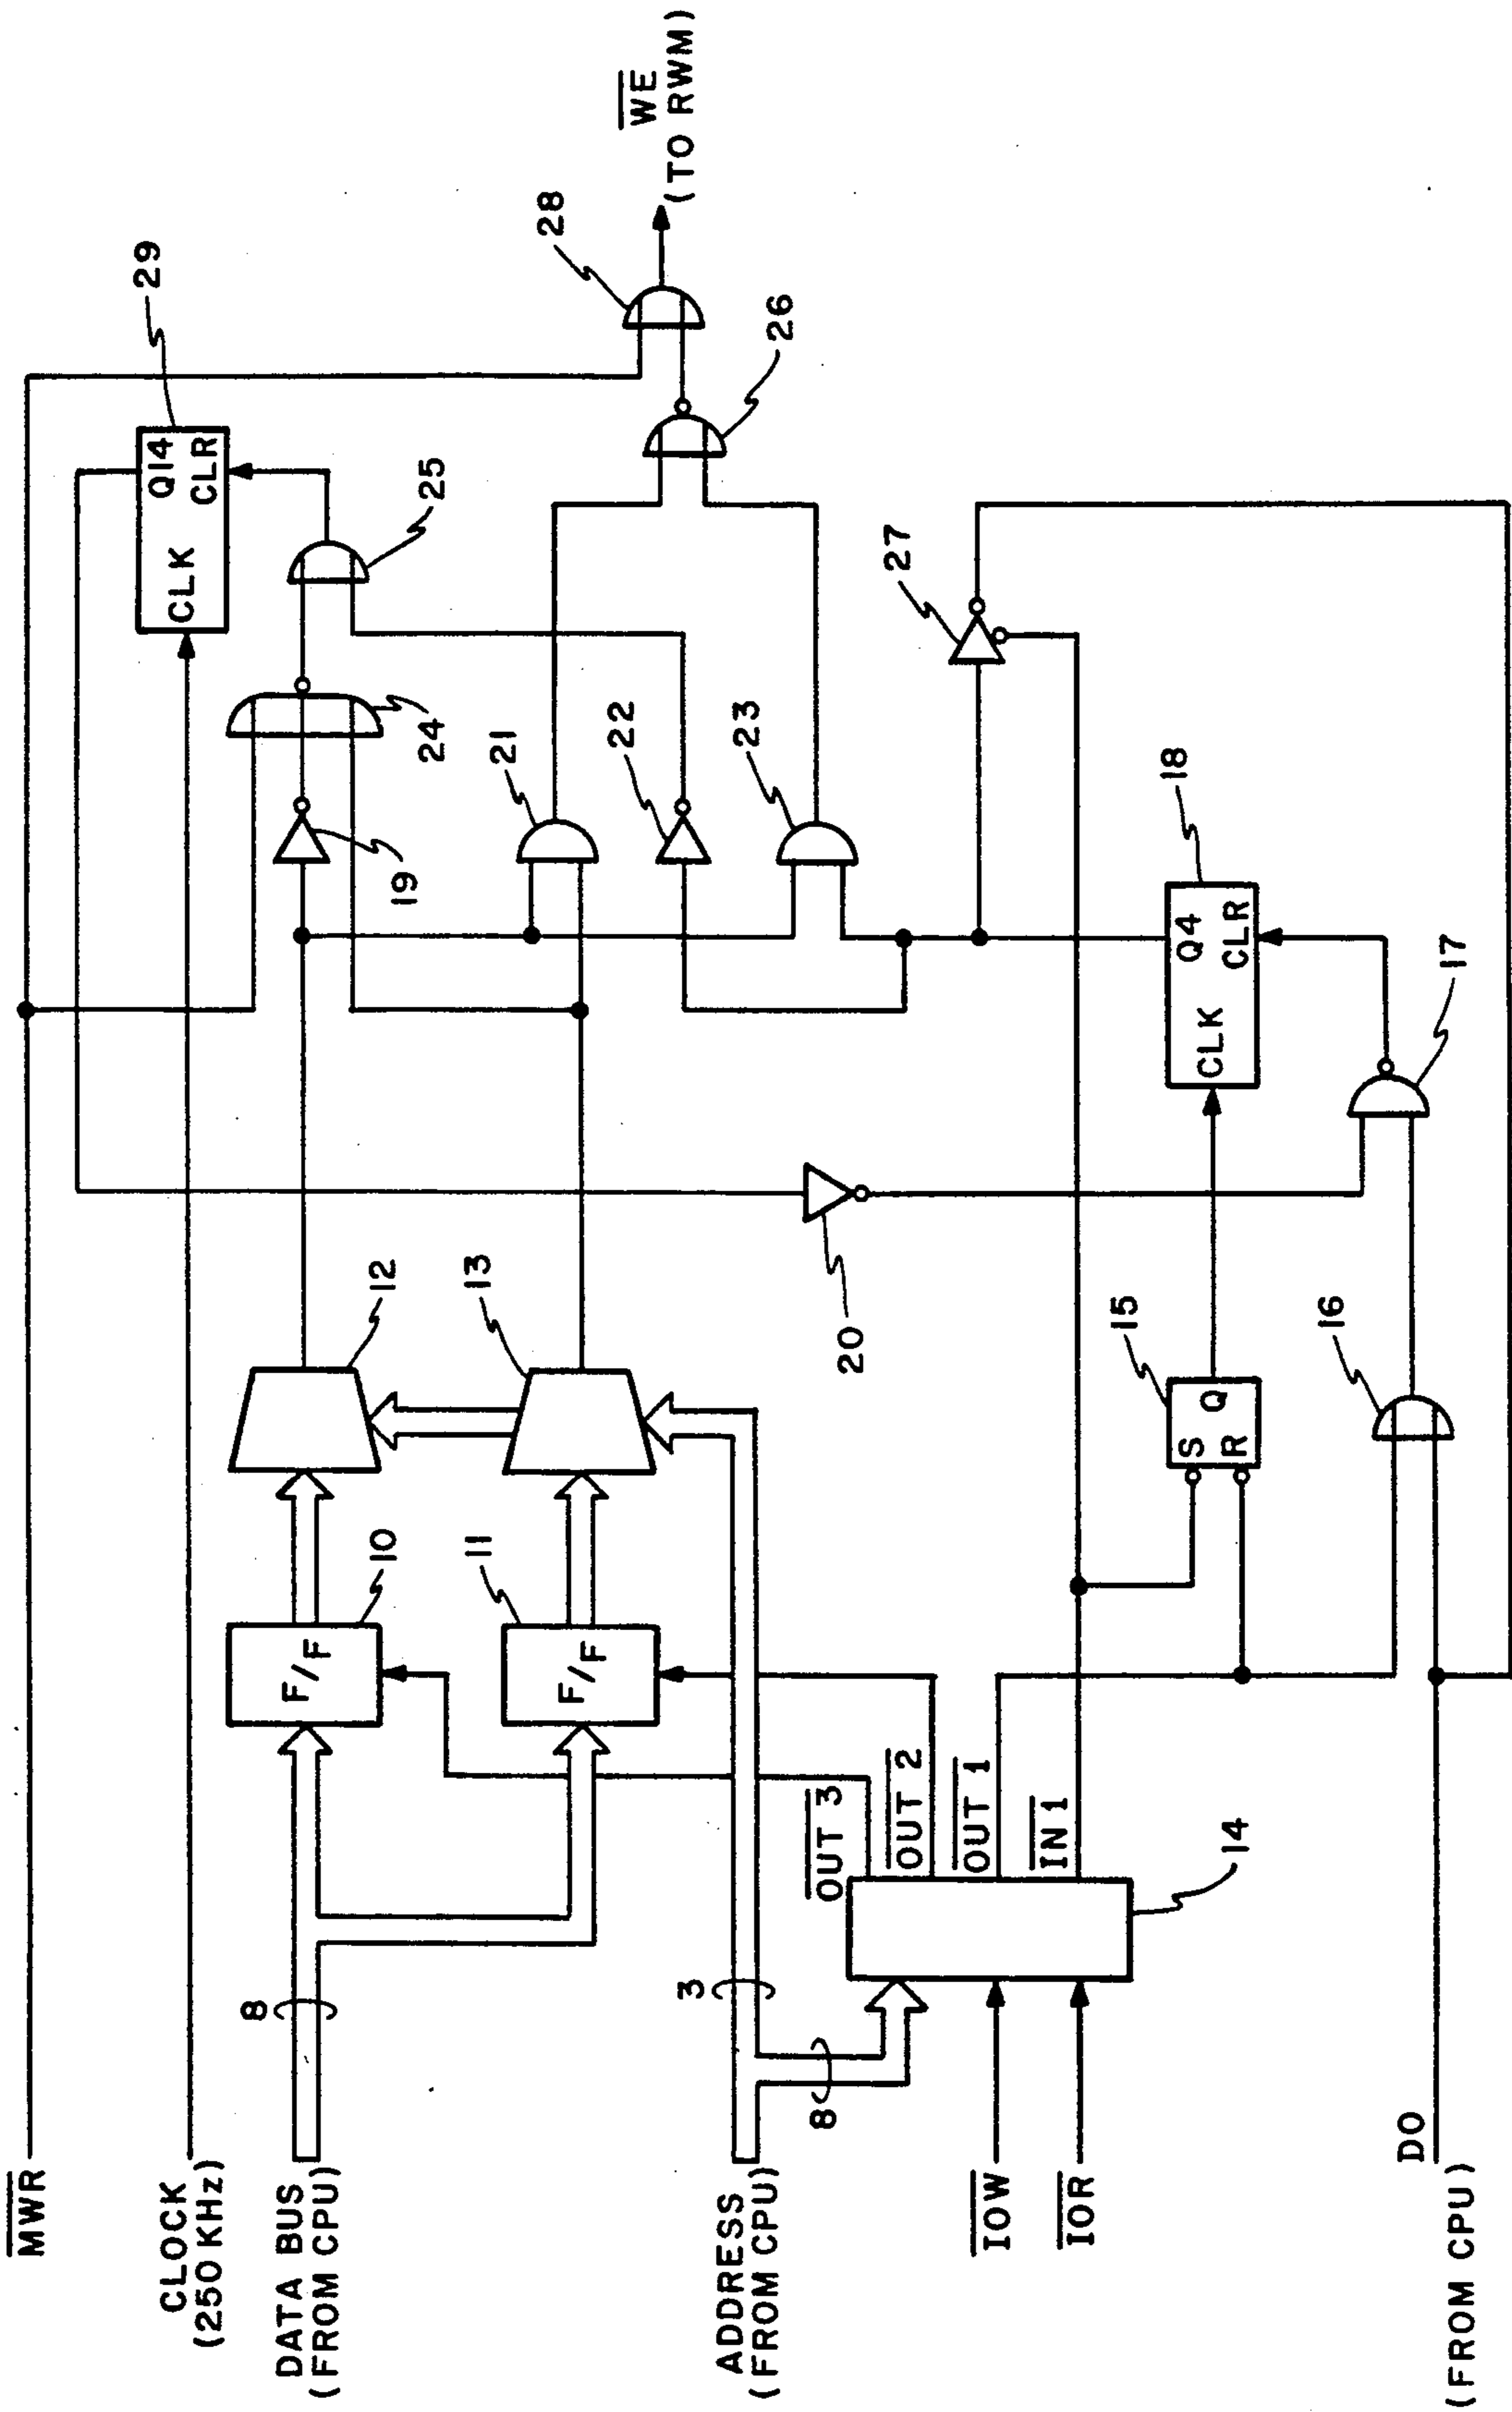 MWR
CLOCK
(250 KHz)
DATA BUS
(FROM CPU)
ADDRESS
(FROM CPU)
IOW
IOR
DO
(FROM CPU)
8
3
8
14
OUT 3
OUT 2
OUT 1
IN 1
F/F
10
F/F
11
12
13
S
Q
R
15
16
20
17
CLK
Q4
CLR
18
19
21
22
23
24
25
27
CLK
Q14
CLR
29
26
28
WE
(TO RWM)